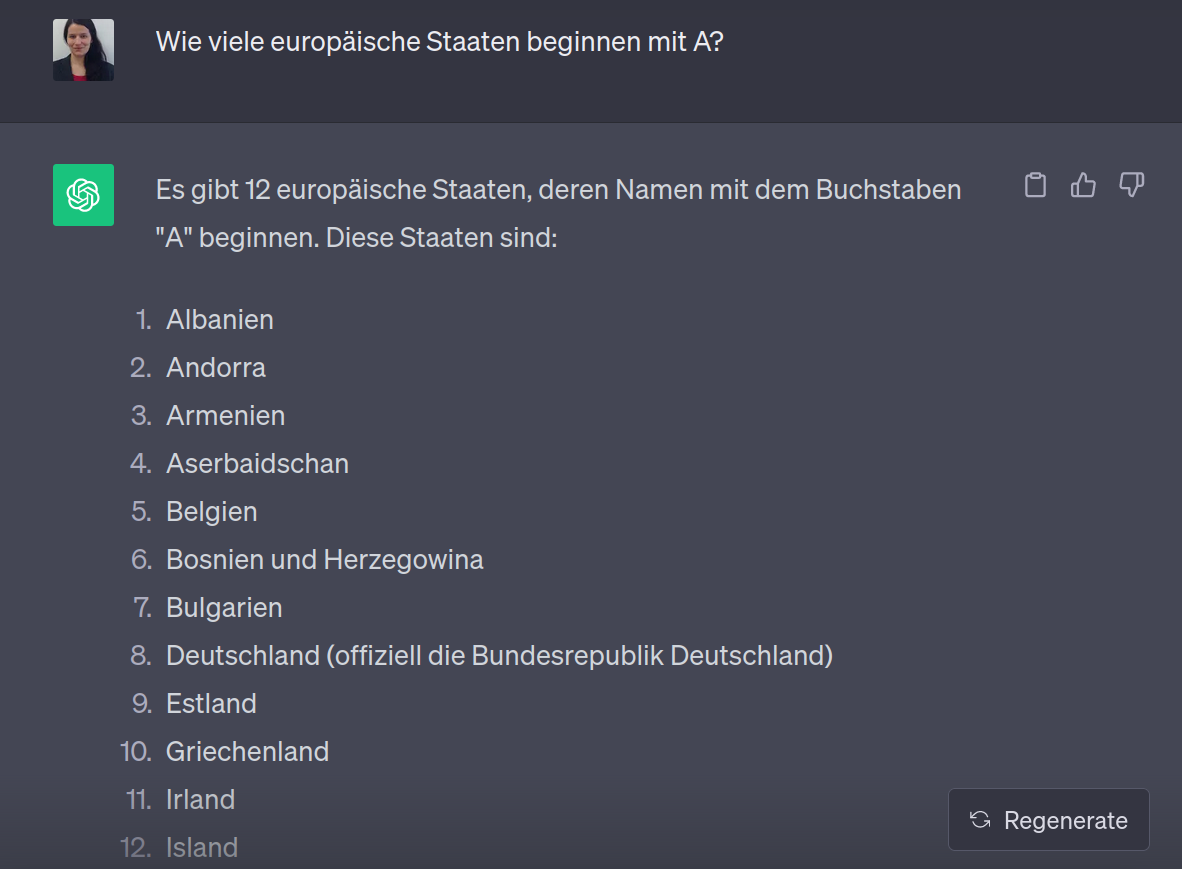 Wie viele europäische Staaten beginnen mit A?
Es gibt 12 europäische Staaten, deren Namen mit dem Buchstaben
"A" beginnen. Diese Staaten sind:
1. Albanien
2. Andorra
3. Armenien
4. Aserbaidschan
5. Belgien
6. Bosnien und Herzegowina
7. Bulgarien
8. Deutschland (offiziell die Bundesrepublik Deutschland)
9. Estland
10. Griechenland
11. Irland
12. Island
Regenerate